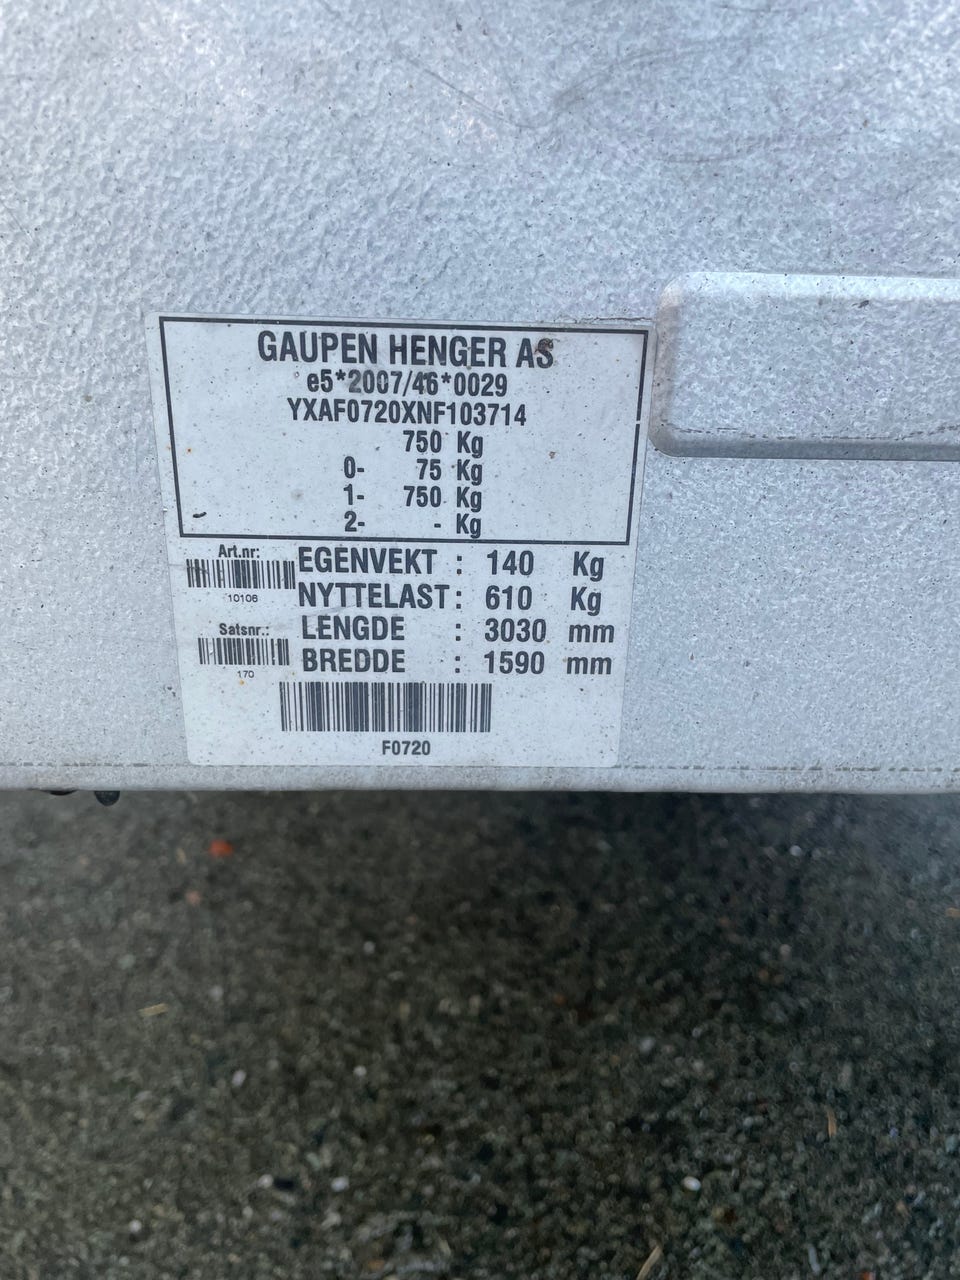 GAUPEN HENGER AS
e5*2007/46*0029
YXAF0720XNF103714
750 Kg
0- 75 Kg
1- 750 Kg
2- - Kg
Art.nr:
10106
EGENVEKT : 140 Kg
NYTTELAST : 610 Kg
Satsnr.:
170
LENGDE : 3030 mm
BREDDE : 1590 mm
F0720